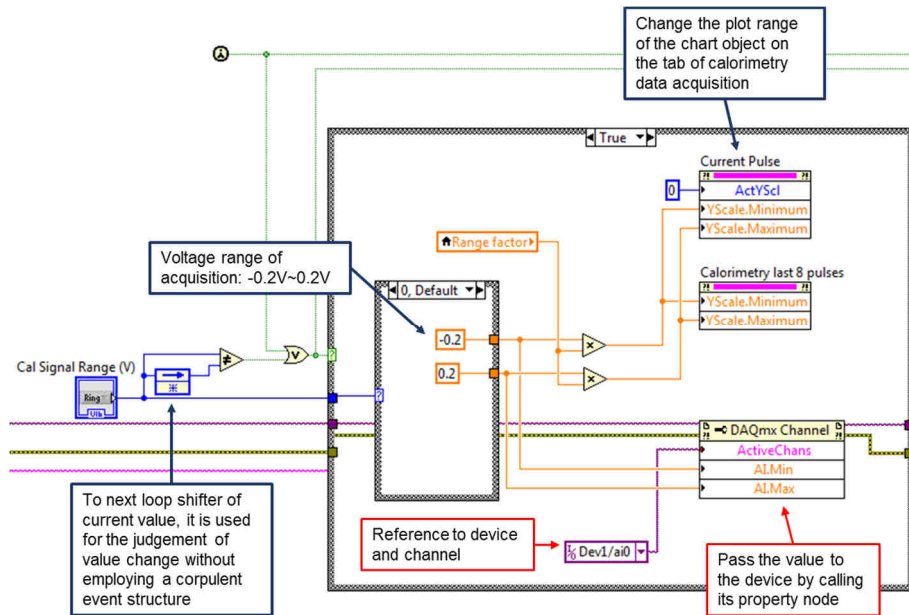 Change the plot range
of the chart object on
the tab of calorimetry
data acquisition
True
Current Pulse
0
ActYScl
YScale.Minimum
YScale.Maximum
Range factor
Voltage range of
acquisition: -0.2V~0.2V
Calorimetry last 8 pulses
YScale.Minimum
YScale.Maximum
0, Default
-0.2
0.2
Cal Signal Range (V)
Ring
DAQmx Channel
ActiveChans
AI.Min
AI.Max
To next loop shifter of
current value, it is used
for the judgement of
value change without
employing a corpulent
event structure
Reference to device
and channel
Dev1/ai0
Pass the value to
the device by calling
its property node